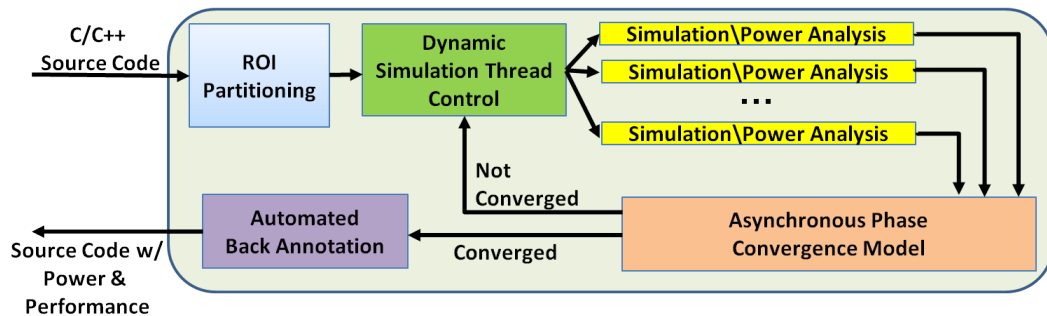 C/C++
Source Code
ROI
Partitioning
Dynamic
Simulation Thread
Control
Simulation\Power Analysis
Simulation\Power Analysis
...
Simulation\Power Analysis
Not
Converged
Automated
Back Annotation
Converged
Asynchronous Phase
Convergence Model
Source Code w/
Power &
Performance